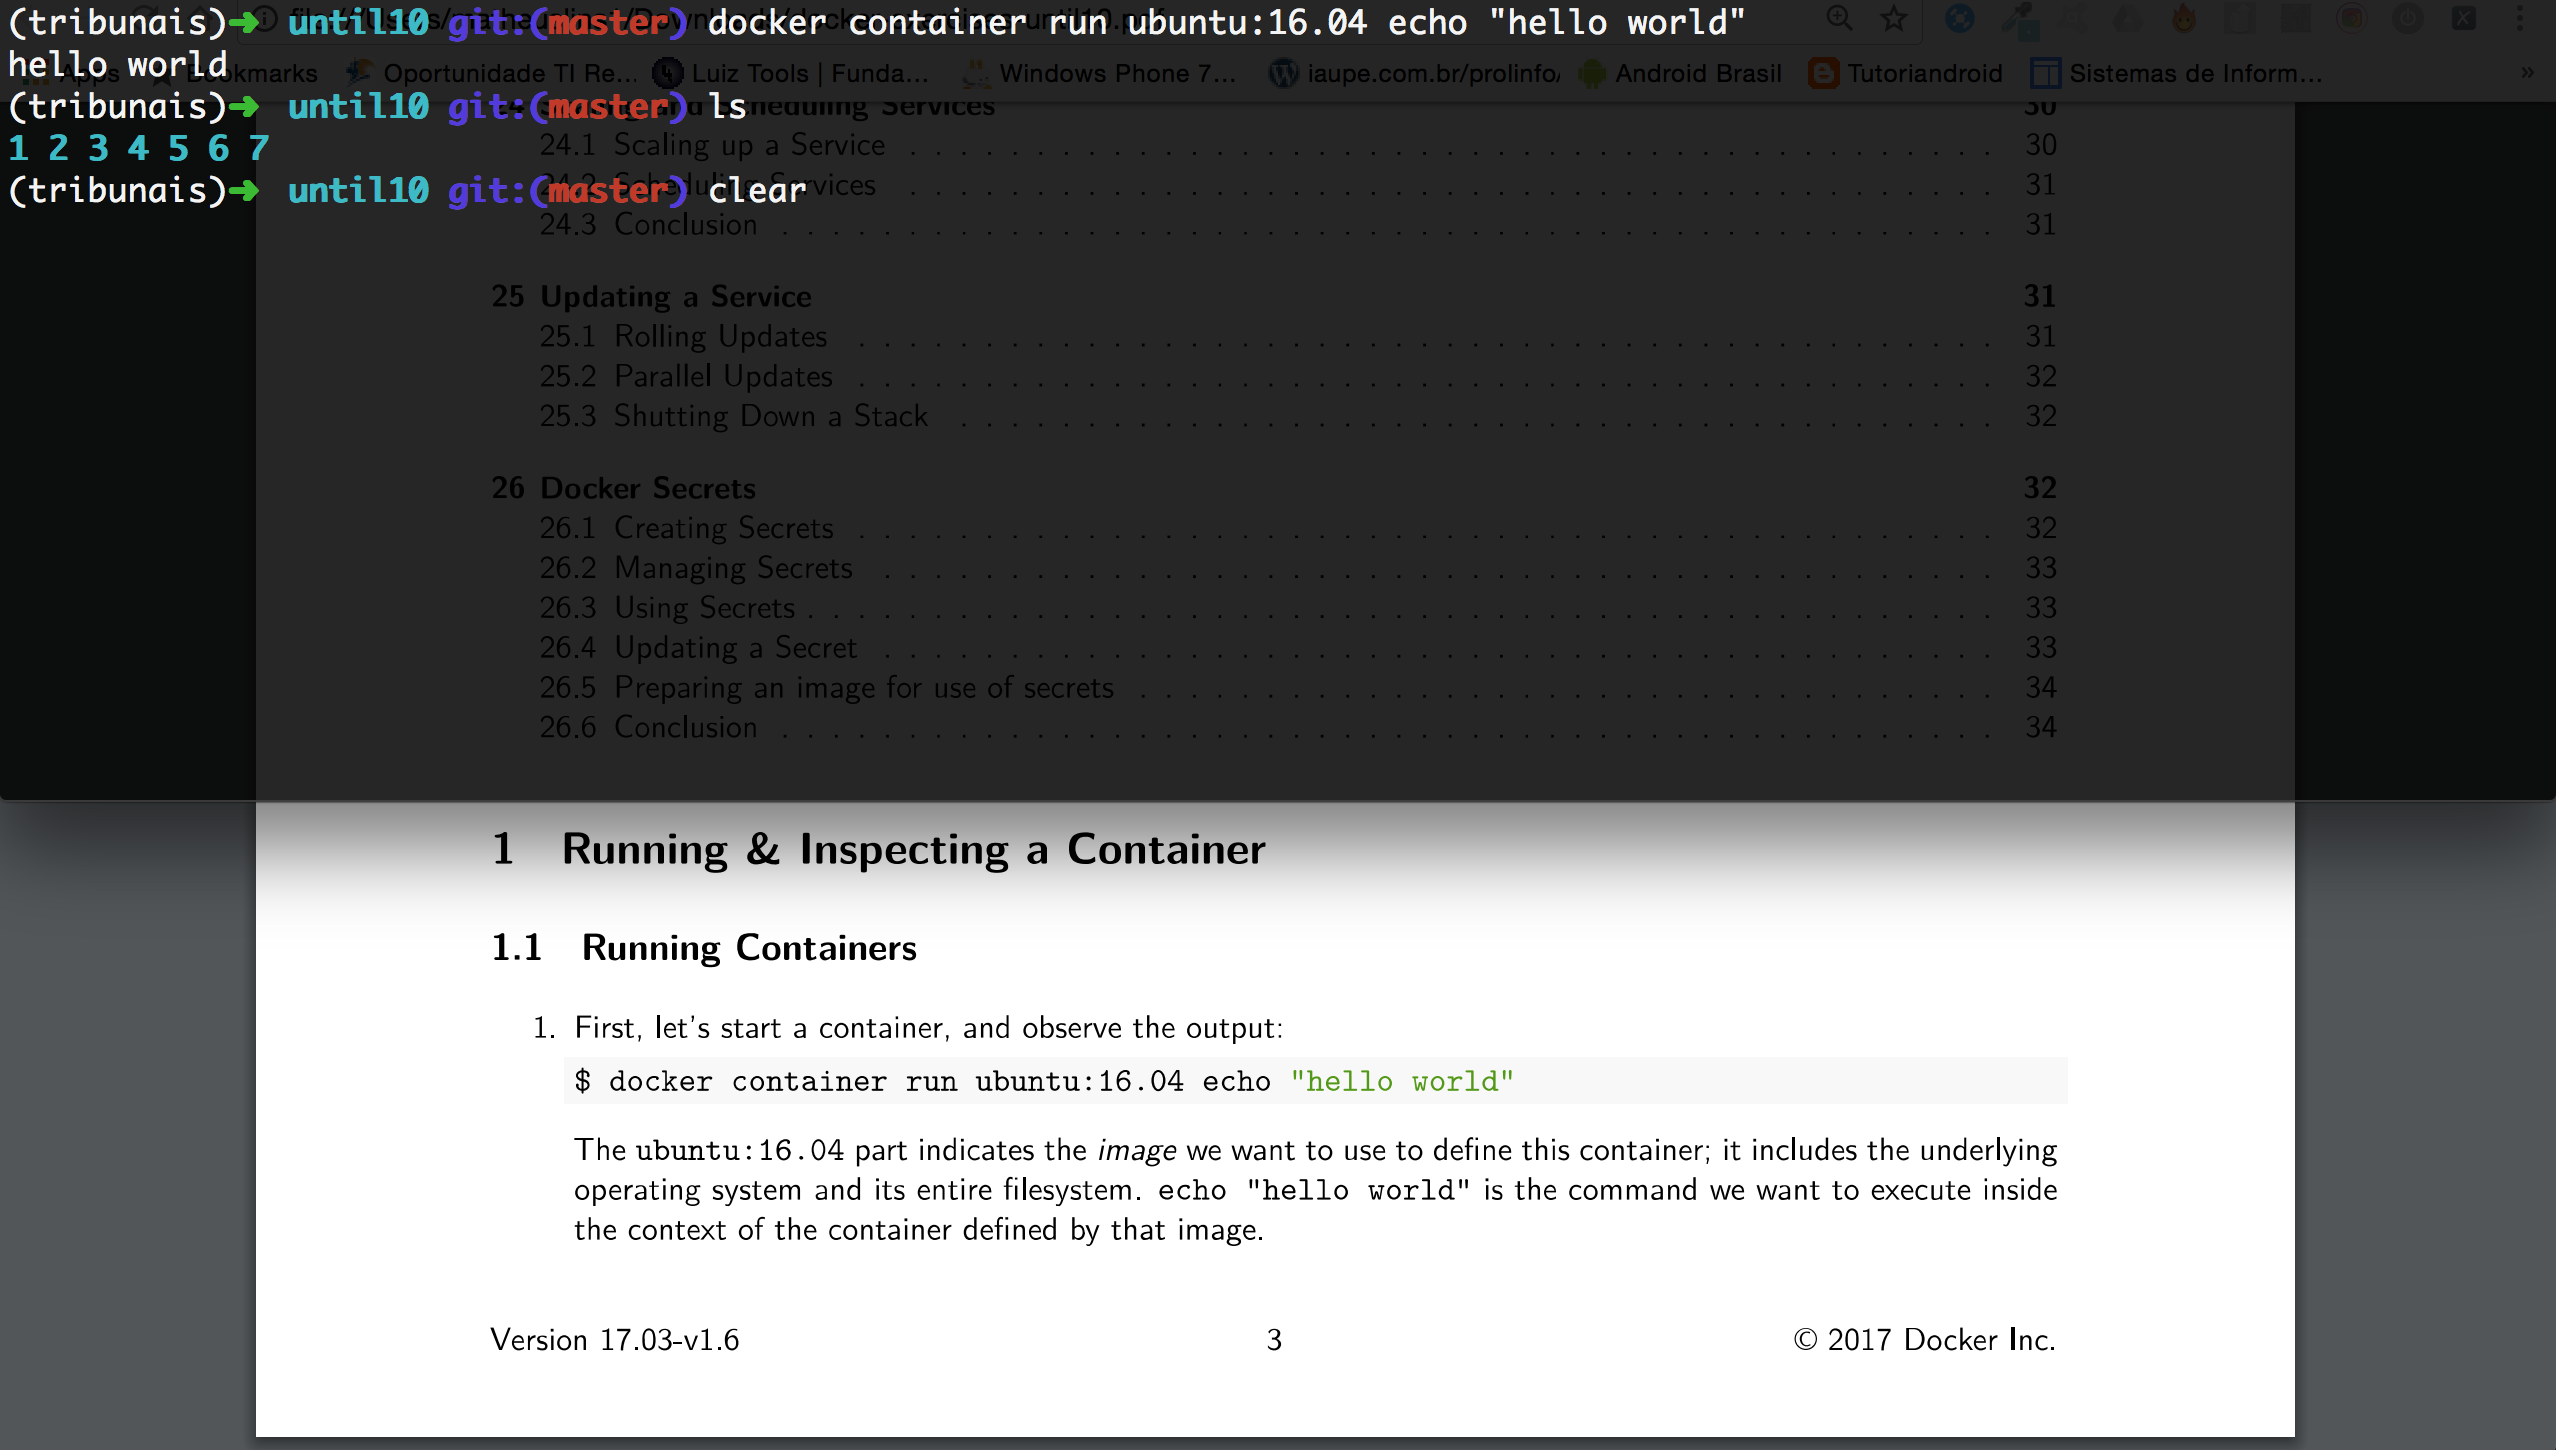 (tribunais)➜ until10 git:(master) docker container run ubuntu:16.04 echo "hello world"
hello world
(tribunais)➜ until10 git:(master) ls
1 2 3 4 5 6 7
(tribunais)➜ until10 git:(master) clear
Apps Bookmarks Oportunidade TI Re... Luiz Tools | Funda... Windows Phone 7... iaupe.com.br/prolinfo/ Android Brasil Tutoriandroid Sistemas de Inform... »
Scheduling Services 30
24.1 Scaling up a Service 30
24.2 Scheduling Services 31
24.3 Conclusion 31
25 Updating a Service 31
25.1 Rolling Updates 31
25.2 Parallel Updates 32
25.3 Shutting Down a Stack 32
26 Docker Secrets 32
26.1 Creating Secrets 32
26.2 Managing Secrets 33
26.3 Using Secrets 33
26.4 Updating a Secret 33
26.5 Preparing an image for use of secrets 34
26.6 Conclusion 34
1 Running & Inspecting a Container
1.1 Running Containers
1. First, let's start a container, and observe the output:
$ docker container run ubuntu:16.04 echo "hello world"
The ubuntu:16.04 part indicates the image we want to use to define this container; it includes the underlying
operating system and its entire filesystem. echo "hello world" is the command we want to execute inside
the context of the container defined by that image.
Version 17.03-v1.6 3 © 2017 Docker Inc.